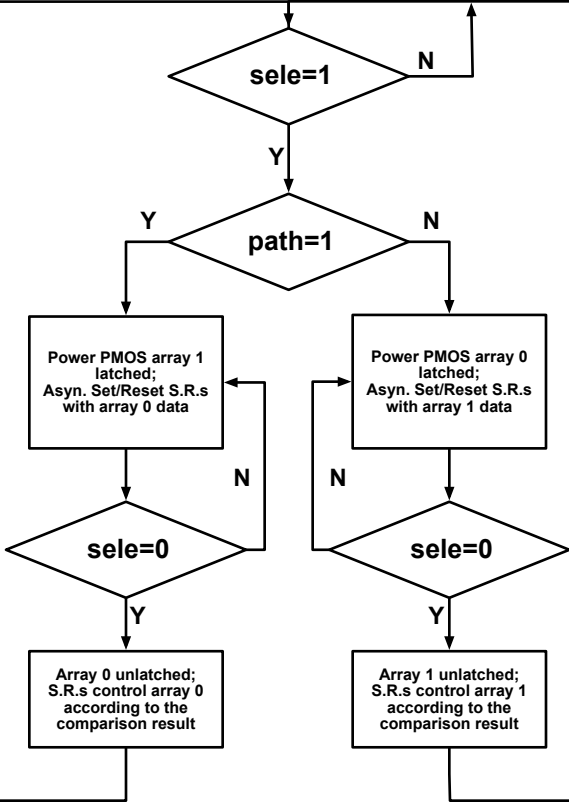 sele=1
N
Y
Y
path=1
N
Power PMOS array 1
latched;
Asyn. Set/Reset S.R.s
with array 0 data
Power PMOS array 0
latched;
Asyn. Set/Reset S.R.s
with array 1 data
N
N
sele=0
sele=0
Y
Y
Array 0 unlatched;
S.R.s control array 0
according to the
comparison result
Array 1 unlatched;
S.R.s control array 1
according to the
comparison result